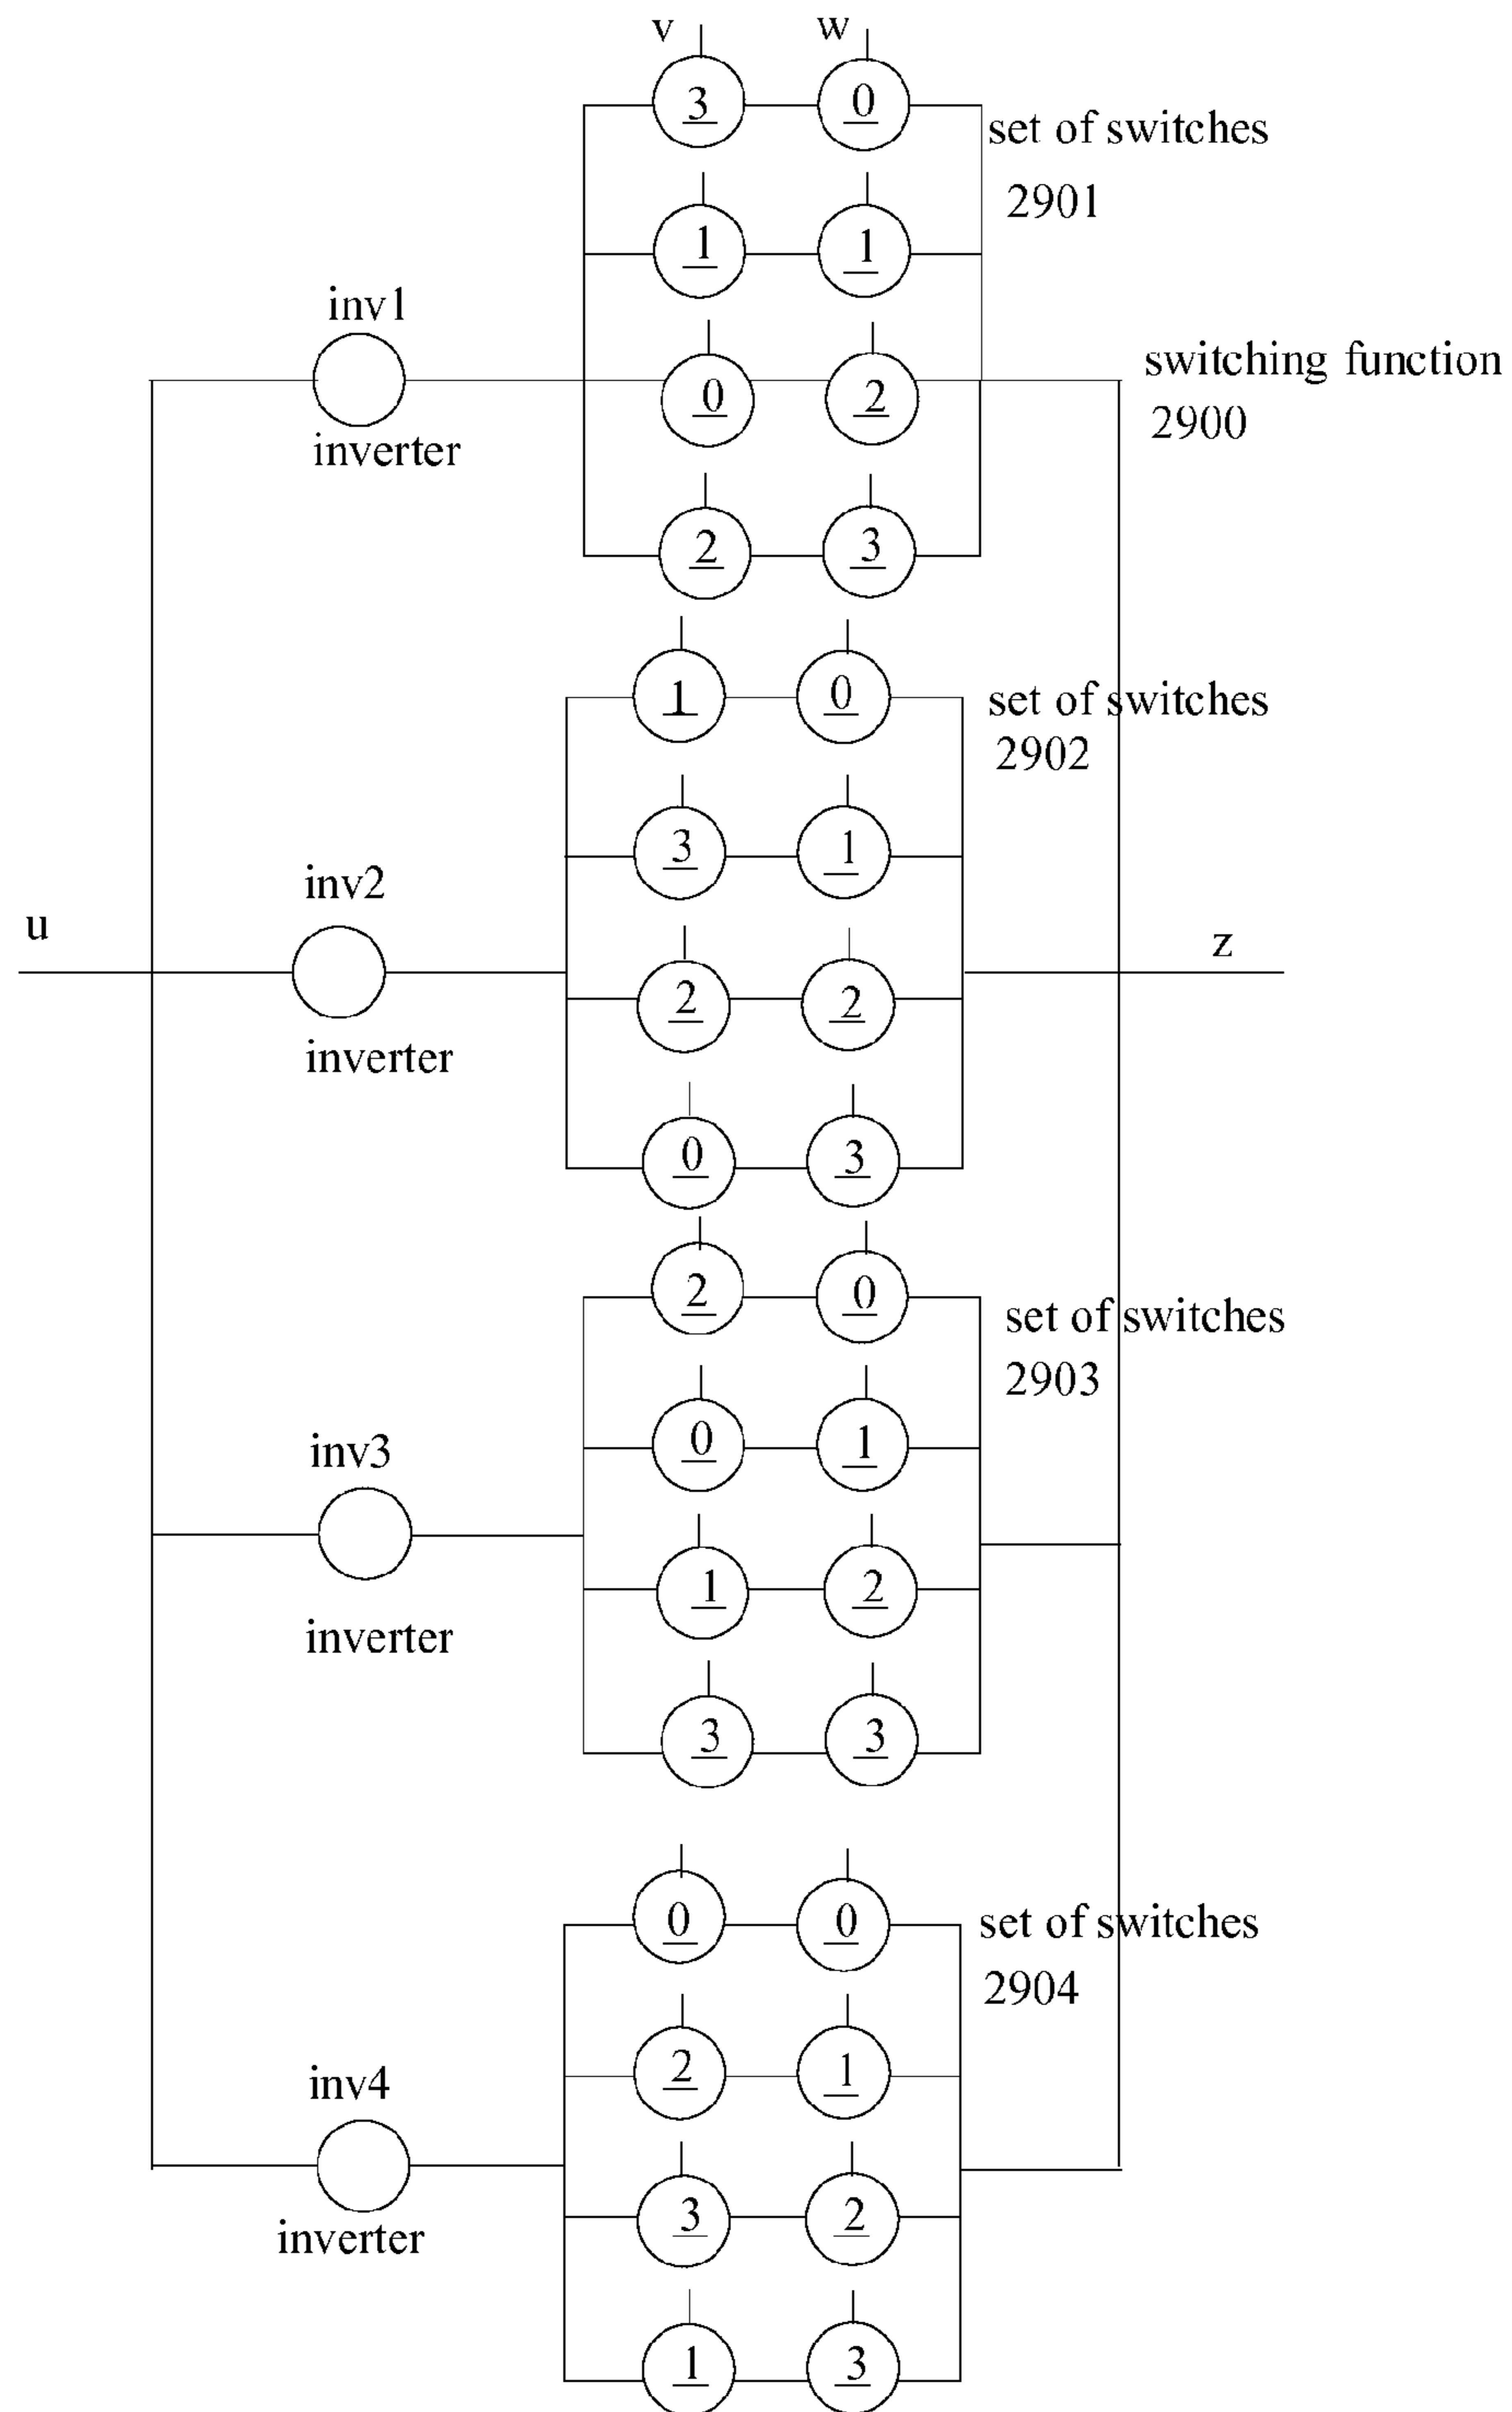 v w
3 0
set of switches
2901
1 1
inv1
switching function
0 2
2900
inverter
2 3
1 0
set of switches
2902
3 1
inv2
u
z
2 2
inverter
0 3
2 0
set of switches
2903
0 1
inv3
1 2
inverter
3 3
0 0
set of switches
2904
2 1
inv4
3 2
inverter
1 3